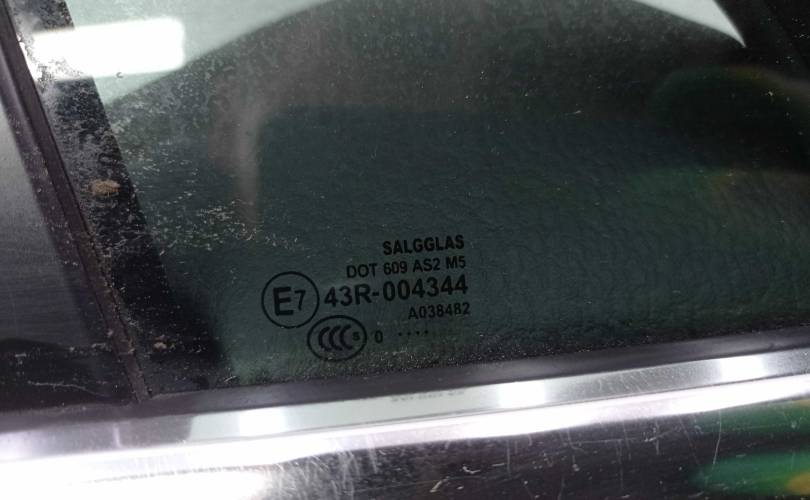 SALGGLAS
DOT 609 AS2 M5
E7 43R-004344
A038482
CCC S 0 ....